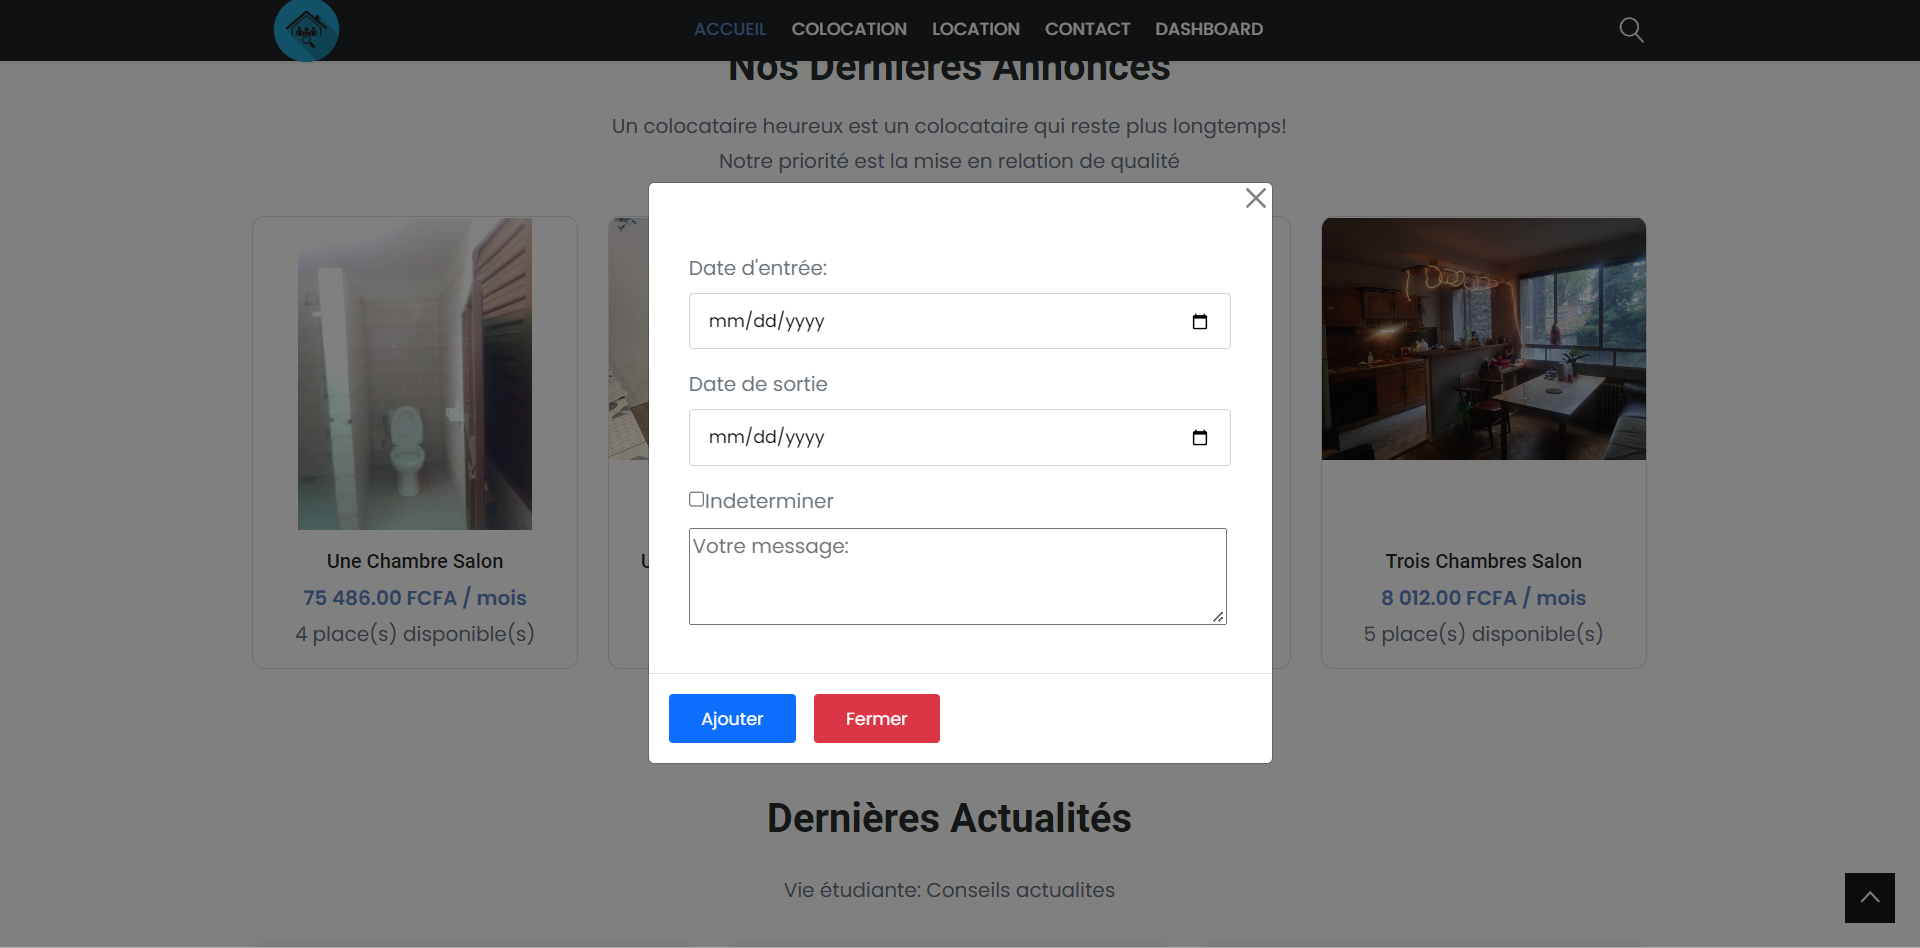 ACCUEIL COLOCATION LOCATION CONTACT DASHBOARD
Nos Dernières Annonces
Un colocataire heureux est un colocataire qui reste plus longtemps!
Notre priorité est la mise en relation de qualité
Date d'entrée:
mm/dd/yyyy
Date de sortie
mm/dd/yyyy
Indeterminer
Votre message:
Ajouter Fermer
Une Chambre Salon
75 486.00 FCFA / mois
4 place(s) disponible(s)
Trois Chambres Salon
8 012.00 FCFA / mois
5 place(s) disponible(s)
Dernières Actualités
Vie étudiante: Conseils actualites